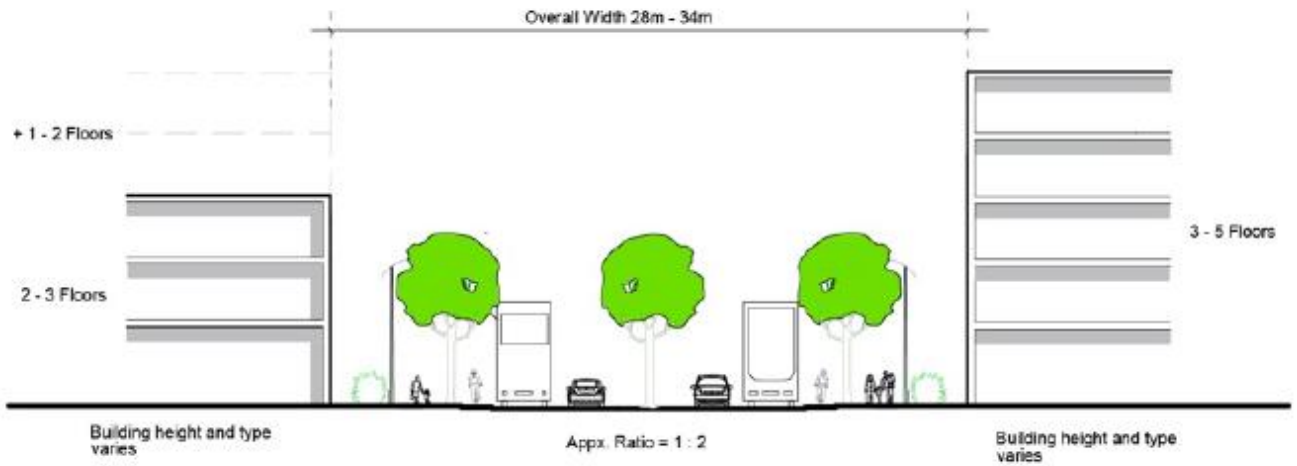 Overall Width 28m - 34m
+ 1 - 2 Floors
3 - 5 Floors
2 - 3 Floors
Building height and type
varies
Appx. Ratio = 1 : 2
Building height and type
varies